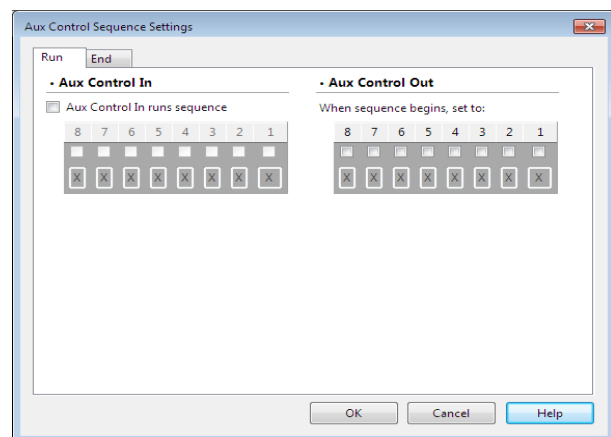 Aux Control Sequence Settings
Run End
• Aux Control In
Aux Control In runs sequence
8 7 6 5 4 3 2 1
X X X X X X X X
• Aux Control Out
When sequence begins, set to:
8 7 6 5 4 3 2 1
X X X X X X X X
OK Cancel Help